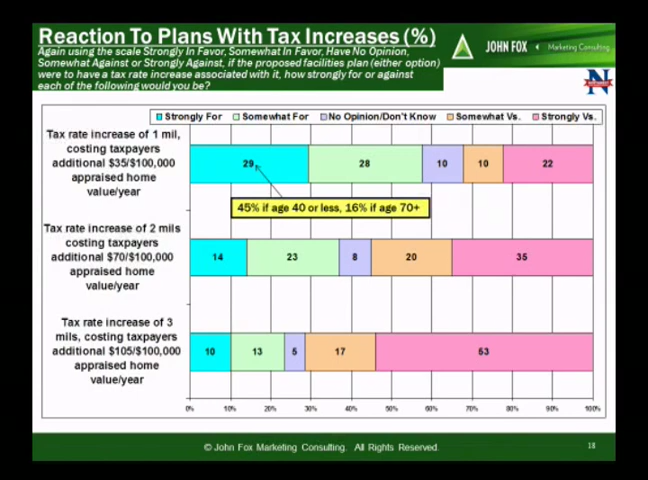 Reaction To Plans With Tax Increases (%)
Again using the scale Strongly In Favor, Somewhat In Favor, Have No Opinion,
Somewhat Against or Strongly Against, if the proposed facilities plan (either option)
were to have a tax rate increase associated with it, how strongly for or against
each of the following would you be?
JOHN FOX Marketing Consulting
N
Strongly For Somewhat For No Opinion/Don't Know Somewhat Vs. Strongly Vs.
Tax rate increase of 1 mil,
costing taxpayers
additional $35/$100,000
appraised home
value/year
29 28 10 10 22
45% if age 40 or less, 16% if age 70+
Tax rate increase of 2 mils
costing taxpayers
additional $70/$100,000
appraised home
value/year
14 23 8 20 35
Tax rate increase of 3
mils, costing taxpayers
additional $105/$100,000
appraised home
value/year
10 13 5 17 53
0% 10% 20% 30% 40% 50% 60% 70% 80% 90% 100%
© John Fox Marketing Consulting. All Rights Reserved.
18